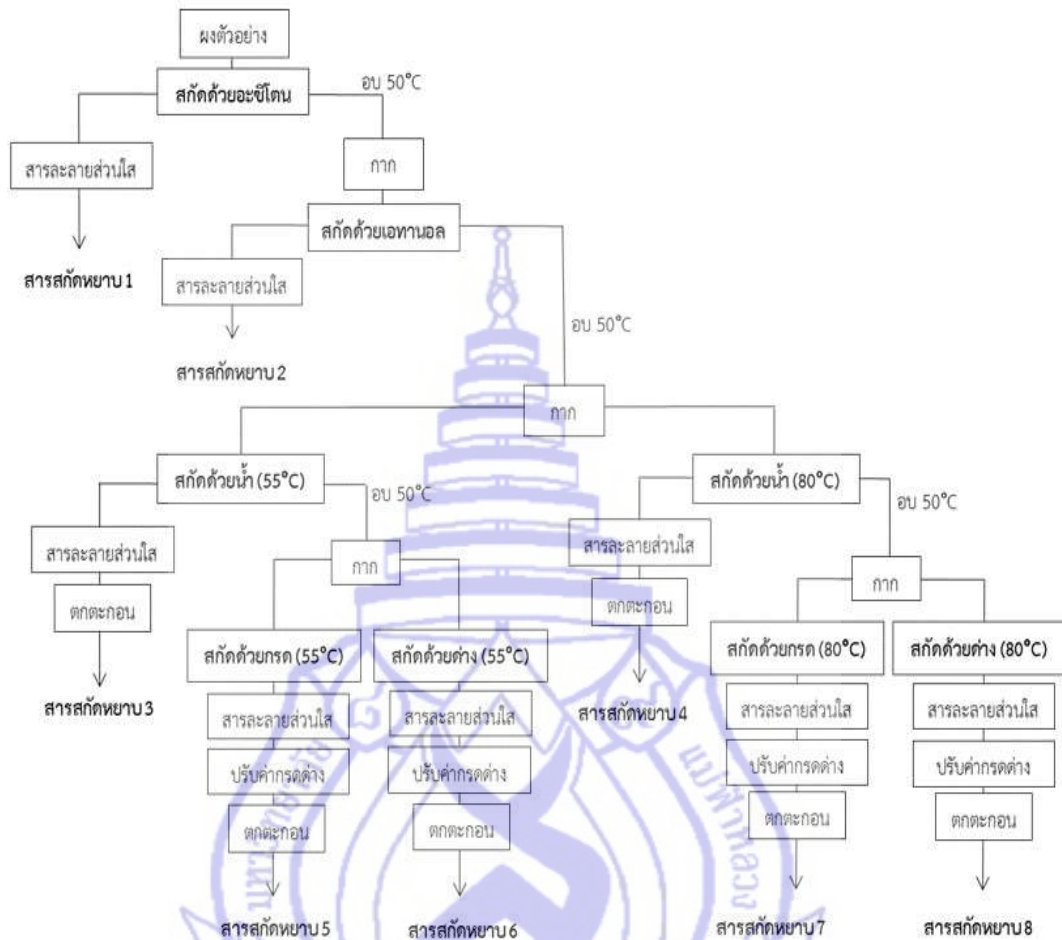 ผงตัวอย่าง
สกัดด้วยอะซิโตน
อบ 50°C
สารละลายส่วนใส
กาก
สกัดด้วยเอทานอล
สารสกัดหยาบ 1
สารละลายส่วนใส
อบ 50°C
สารสกัดหยาบ 2
กาก
สกัดด้วยน้ำ (55°C)
สกัดด้วยน้ำ (80°C)
อบ 50°C
อบ 50°C
สารละลายส่วนใส
สารละลายส่วนใส
กาก
กาก
ตกตะกอน
ตกตะกอน
สกัดด้วยกรด (55°C)
สกัดด้วยด่าง (55°C)
สกัดด้วยกรด (80°C)
สกัดด้วยด่าง (80°C)
สารสกัดหยาบ 3
สารละลายส่วนใส
สารละลายส่วนใส
สารสกัดหยาบ 4
สารละลายส่วนใส
สารละลายส่วนใส
ปรับค่ากรดด่าง
ปรับค่ากรดด่าง
ปรับค่ากรดด่าง
ปรับค่ากรดด่าง
ตกตะกอน
ตกตะกอน
ตกตะกอน
ตกตะกอน
สารสกัดหยาบ 5
สารสกัดหยาบ 6
สารสกัดหยาบ 7
สารสกัดหยาบ 8
มหาวิทยาลัย
แม่ฟ้าหลวง